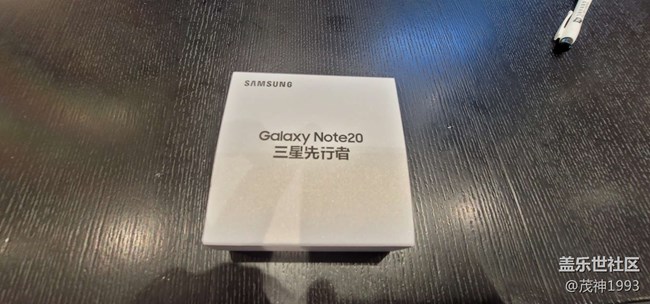 SAMSUNG
Galaxy Note20
三星先行者
盖乐世社区
@茂神1993